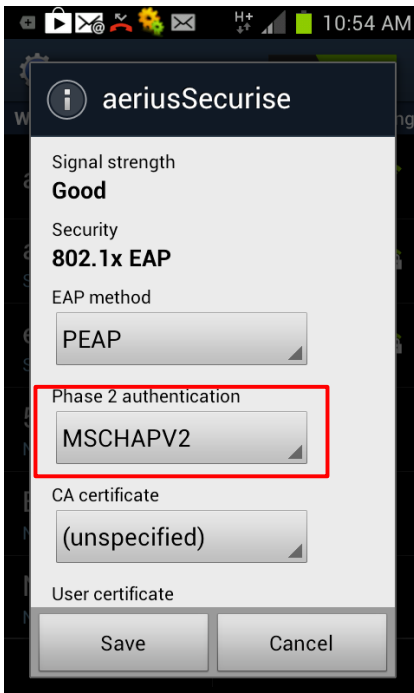 H+ 10:54 AM
aeriusSecurise
Signal strength
Good
Security
802.1x EAP
EAP method
PEAP
Phase 2 authentication
MSCHAPV2
CA certificate
(unspecified)
User certificate
Save
Cancel